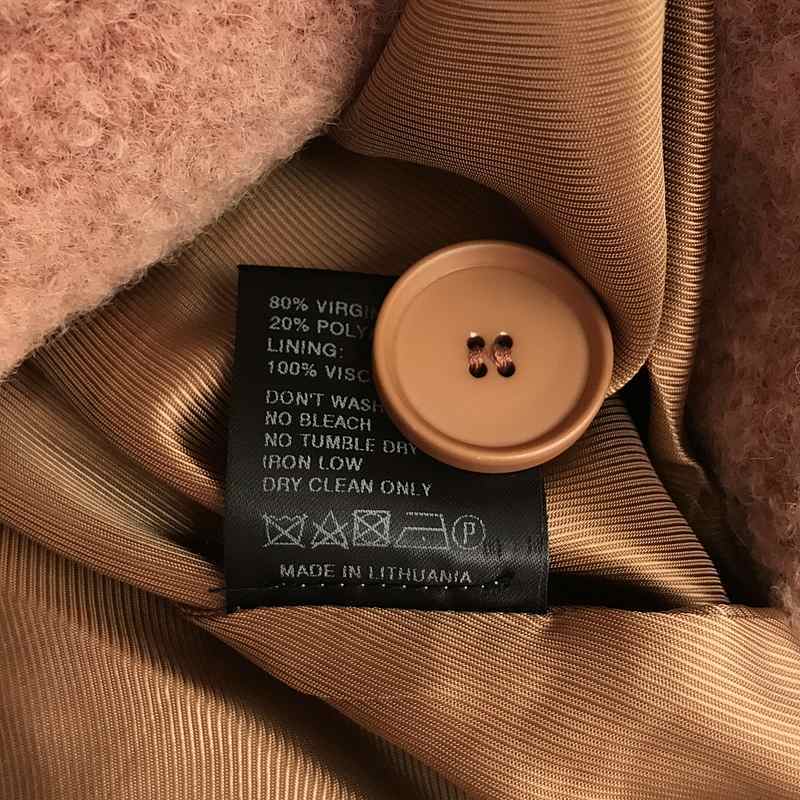 80% VIRGIN
20% POLY
LINING:
100% VISC
DON'T WASH
NO BLEACH
NO TUMBLE DRY
IRON LOW
DRY CLEAN ONLY
P
MADE IN LITHUANIA